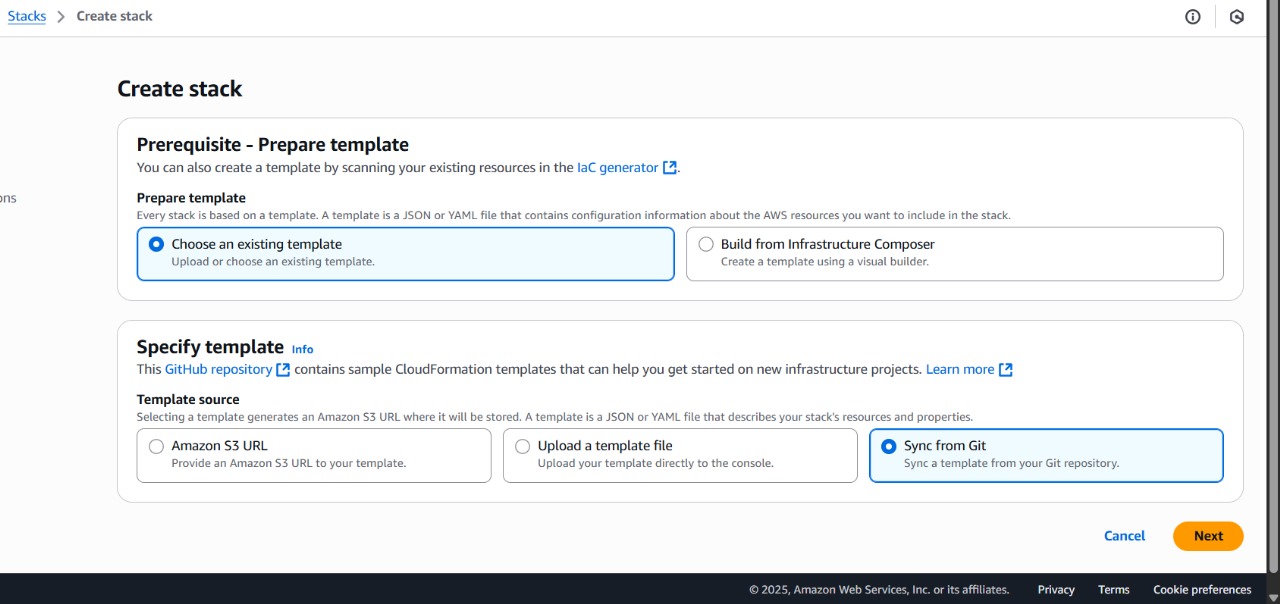 Stacks > Create stack
Create stack
Prerequisite - Prepare template
You can also create a template by scanning your existing resources in the IaC generator.
Prepare template
Every stack is based on a template. A template is a JSON or YAML file that contains configuration information about the AWS resources you want to include in the stack.
ons
Choose an existing template
Upload or choose an existing template.
Build from Infrastructure Composer
Create a template using a visual builder.
Specify template Info
This GitHub repository contains sample CloudFormation templates that can help you get started on new infrastructure projects. Learn more
Template source
Selecting a template generates an Amazon S3 URL where it will be stored. A template is a JSON or YAML file that describes your stack's resources and properties.
Amazon S3 URL
Provide an Amazon S3 URL to your template.
Upload a template file
Upload your template directly to the console.
Sync from Git
Sync a template from your Git repository.
Cancel Next
© 2025, Amazon Web Services, Inc. or its affiliates. Privacy Terms Cookie preferences